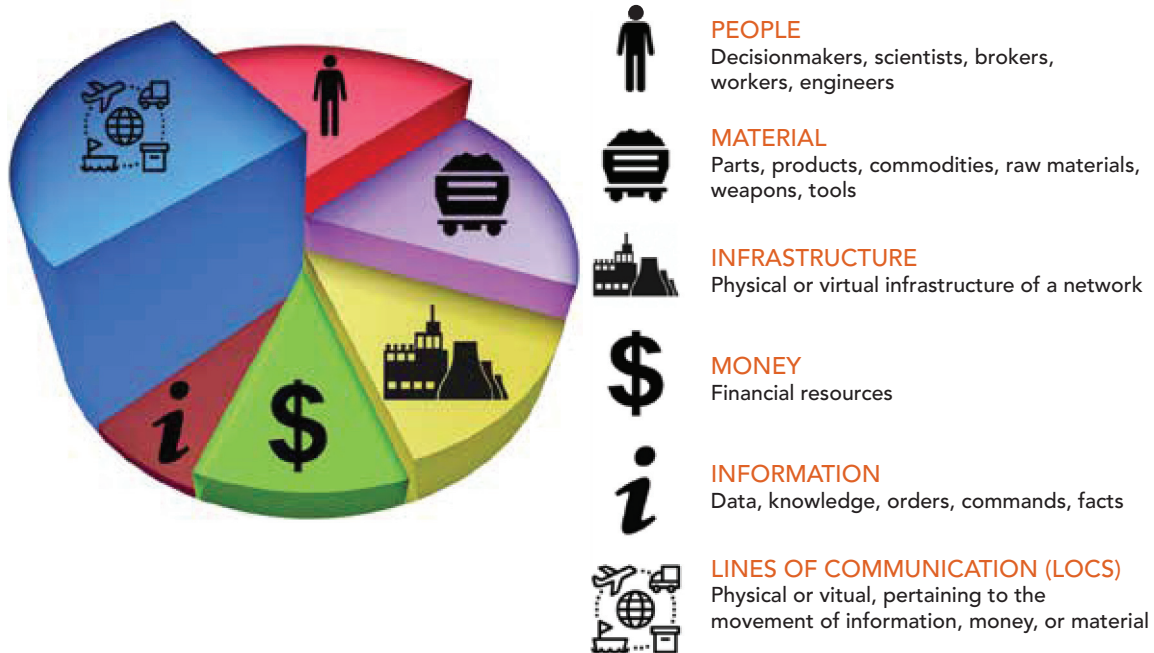 PEOPLE
Decisionmakers, scientists, brokers,
workers, engineers
MATERIAL
Parts, products, commodities, raw materials,
weapons, tools
INFRASTRUCTURE
Physical or virtual infrastructure of a network
$
$
MONEY
Financial resources
i
i
INFORMATION
Data, knowledge, orders, commands, facts
LINES OF COMMUNICATION (LOCS)
Physical or vitual, pertaining to the
movement of information, money, or material